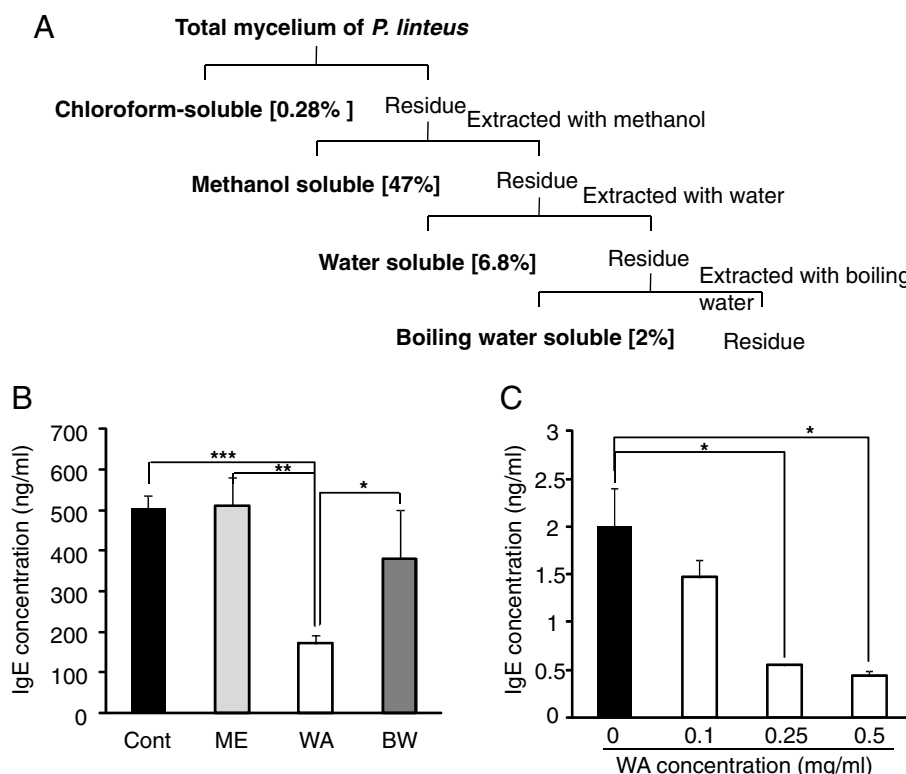 A
Total mycelium of P. linteus
Chloroform-soluble [0.28% ]
Residue
Extracted with methanol
Methanol soluble [47%]
Residue
Extracted with water
Water soluble [6.8%]
Residue
Extracted with boiling
water
Boiling water soluble [2%]
Residue
B
IgE concentration (ng/ml)
700
600
500
400
300
200
100
0
***
**
*
Cont ME WA BW
C
IgE concentration (ng/ml)
3
2.5
2
1.5
1
0.5
0
*
*
0 0.1 0.25 0.5
WA concentration (mg/ml)